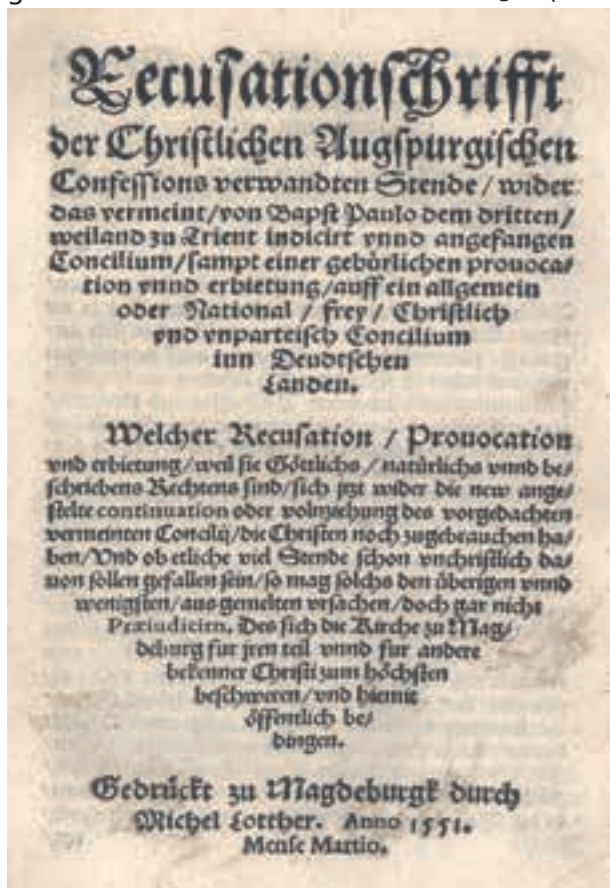 Recusationschrifft
der Christlichen Augspurgischen
Confessions verwandten Stende / wider
das vermeint/von Bapst Paulo dem dritten/
weiland zu Trient indicirt vnnd angefangen
Concilium/sampt einer gebürlichen prouoca/
tion vnnd erbietung/auff ein allgemein
oder National / frey / Christlich
vnd vnparteisch Concilium
inn Deudtschen
Landen.
Welcher Recusation / Prouocation
vnd erbietung/weil sie Göttlichs / natürlichs vnnd be/
schriebens Rechtens sind/sich jtzt wider die new ange/
stelte continuation oder volnziehung des vorgedachten
vermeinten Concilij/die Christen noch zugebrauchen ha/
ben/Vnd ob etliche viel Stende schon vnchristlich da/
uon sollen gefallen sein/so mag solchs den überigen vnnd
wenigsten/aus gemelten vrsachen/doch gar nicht
Præiudicirn. Des sich die Kirche zu Mag/
deburg fur jren teil vnnd fur andere
bekenner Christi zum höchsten
beschweren/vnd hiemit
öffentlich be/
dingen.
Gedrückt zu Magdeburgk durch
Michel Lotther. Anno 1551.
Mense Martio.